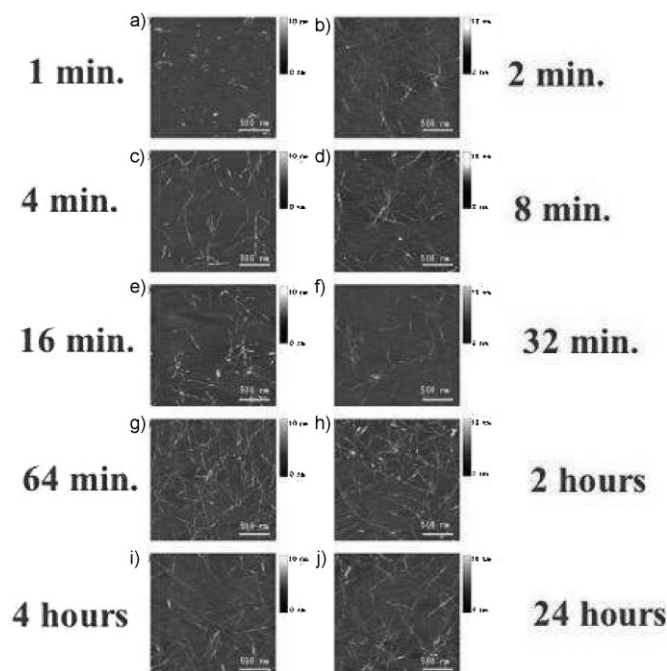 a)
b)
1 min.
2 min.
500 nm
500 nm
c)
d)
4 min.
8 min.
500 nm
500 nm
e)
f)
16 min.
32 min.
500 nm
500 nm
g)
h)
64 min.
2 hours
500 nm
500 nm
i)
j)
4 hours
24 hours
500 nm
500 nm